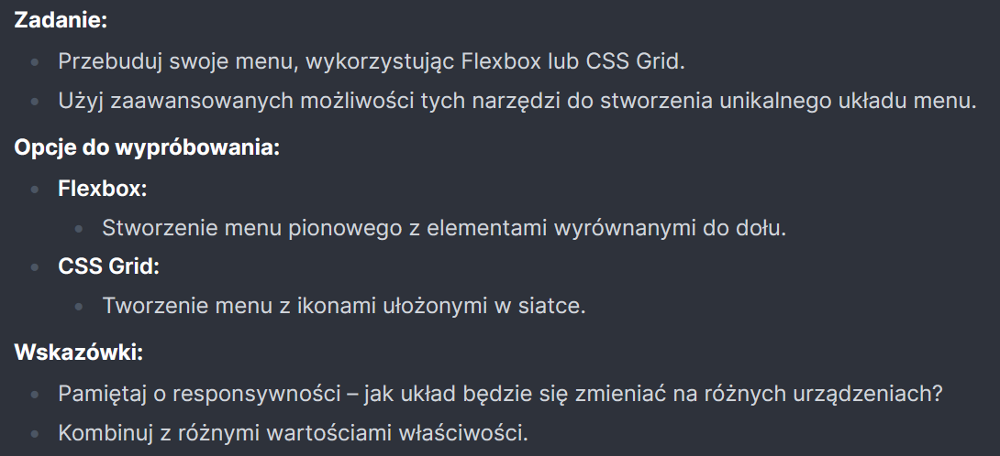 Zadanie:
Przebuduj swoje menu, wykorzystując Flexbox lub CSS Grid.
Użyj zaawansowanych możliwości tych narzędzi do stworzenia unikalnego układu menu.
Opcje do wypróbowania:
Flexbox:
Stworzenie menu pionowego z elementami wyrównanymi do dołu.
CSS Grid:
Tworzenie menu z ikonami ułożonymi w siatce.
Wskazówki:
Pamiętaj o responsywności – jak układ będzie się zmieniać na różnych urządzeniach?
Kombinuj z różnymi wartościami właściwości.